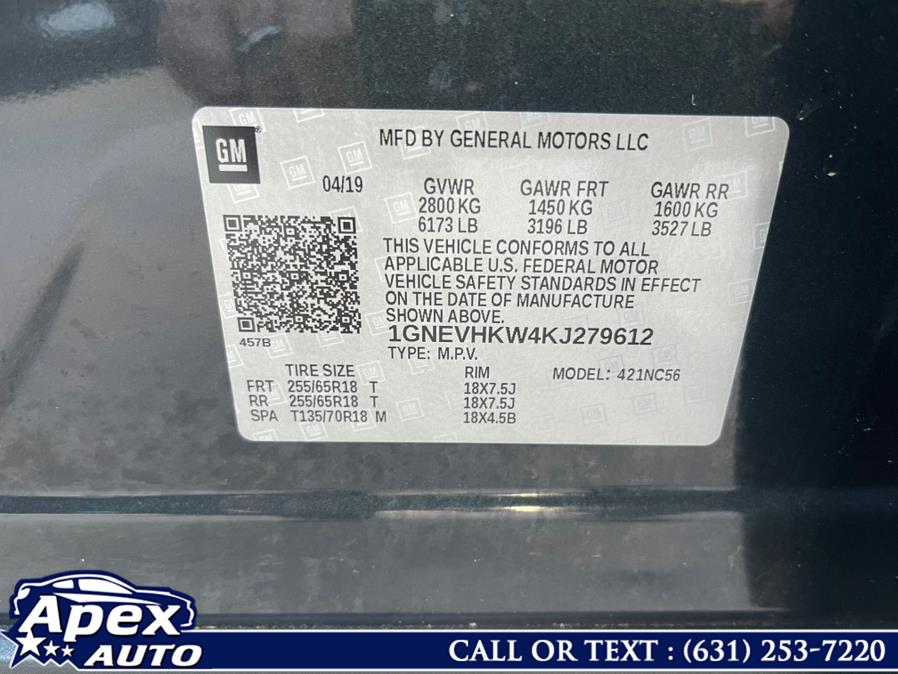 GM
MFD BY GENERAL MOTORS LLC
04/19 GVWR GAWR FRT GAWR RR
2800 KG 1450 KG 1600 KG
6173 LB 3196 LB 3527 LB
THIS VEHICLE CONFORMS TO ALL
APPLICABLE U.S. FEDERAL MOTOR
VEHICLE SAFETY STANDARDS IN EFFECT
ON THE DATE OF MANUFACTURE
SHOWN ABOVE.
457B
1GNEVHKW4KJ279612
TYPE: M.P.V.
TIRE SIZE RIM MODEL: 421NC56
FRT 255/65R18 T 18X7.5J
RR 255/65R18 T 18X7.5J
SPA T135/70R18 M 18X4.5B
Apex
AUTO
CALL OR TEXT : (631) 253-7220